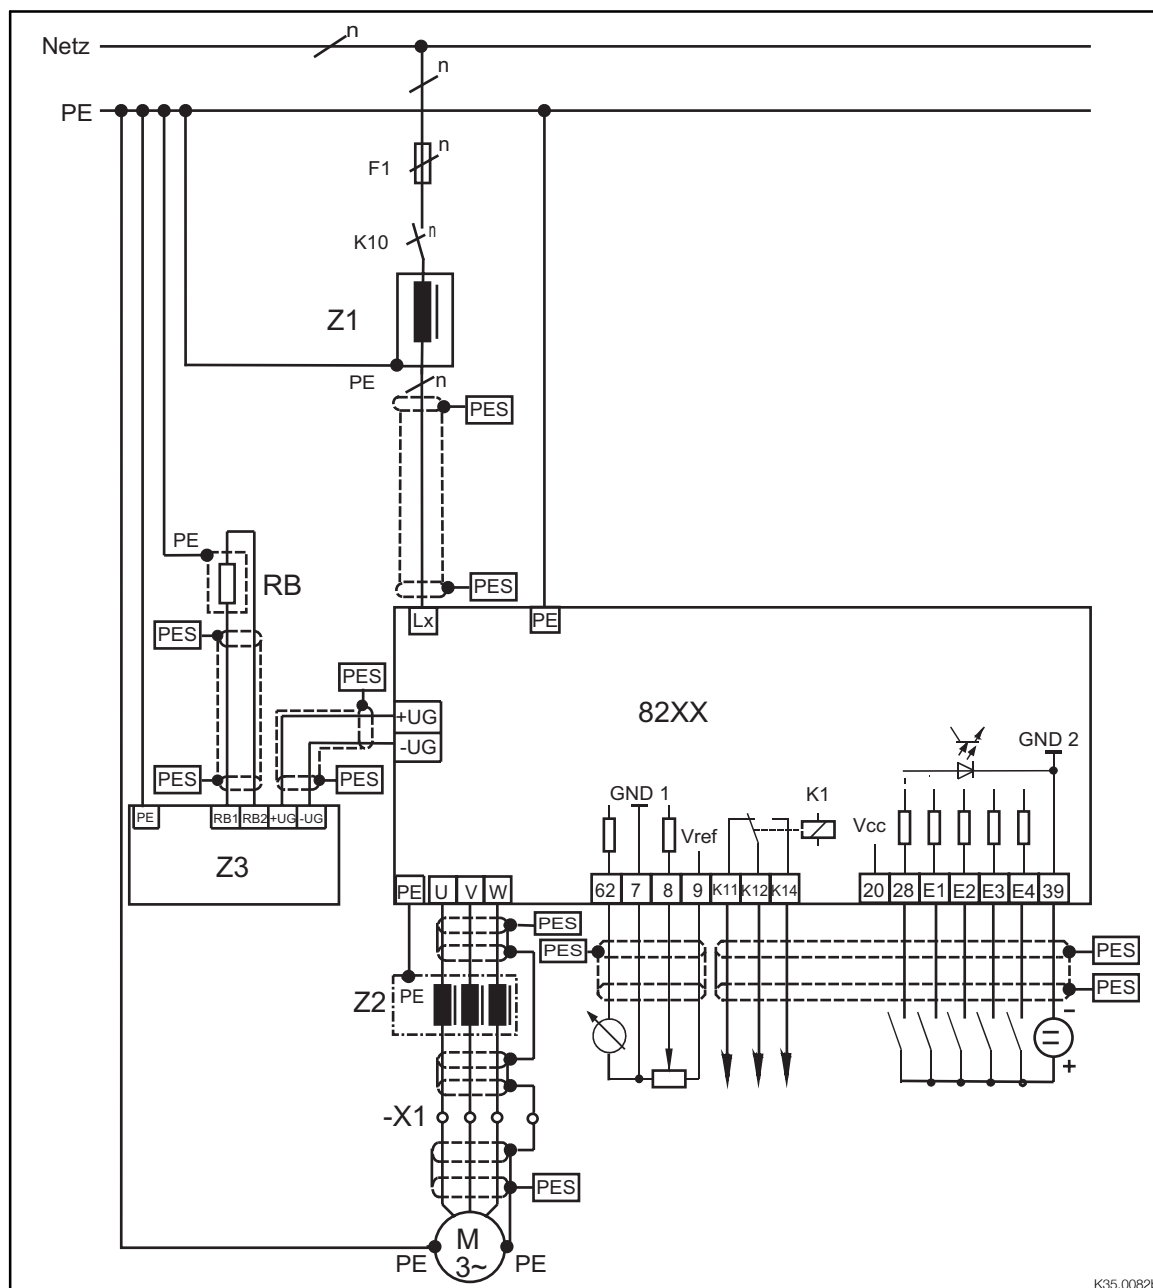 Netz
n
n
PE
n
F1
n
K10
Z1
PE
n
PES
PE
RB
PES
PES
Lx
PE
PES
+UG
-UG
82XX
PES
PES
GND 2
GND 1
K1
Vref
Vcc
PE
RB1 RB2 +UG -UG
Z3
PE U V W
62 7 8 9 K11 K12 K14
20 28 E1 E2 E3 E4 39
PES
PES
PES
Z2
PE
PES
-
=
+
-X1
PES
M
3~
PE
PE
K35.0082b